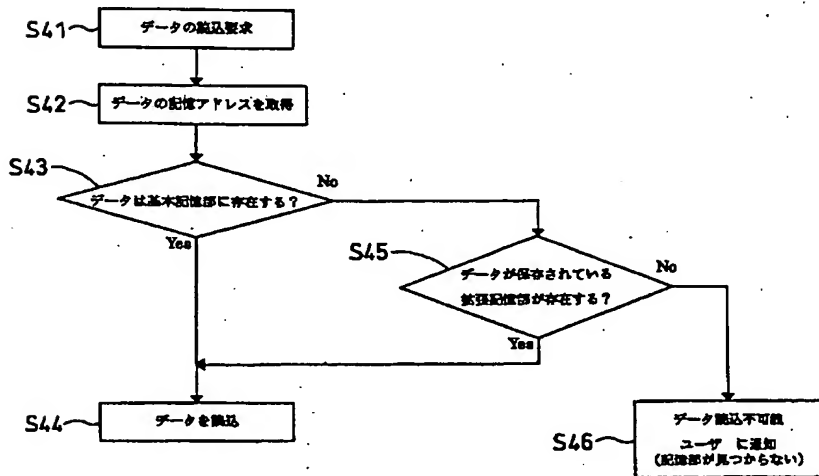 S41
データの読込要求
S42
データの記憶アドレスを取得
S43
データは基本記憶部に存在する？
No
Yes
S45
データが保存されている
拡張記憶部が存在する？
No
Yes
S44
データを読込
S46
データ読込不可能
ユーザ に通知
(記憶部が見つからない)